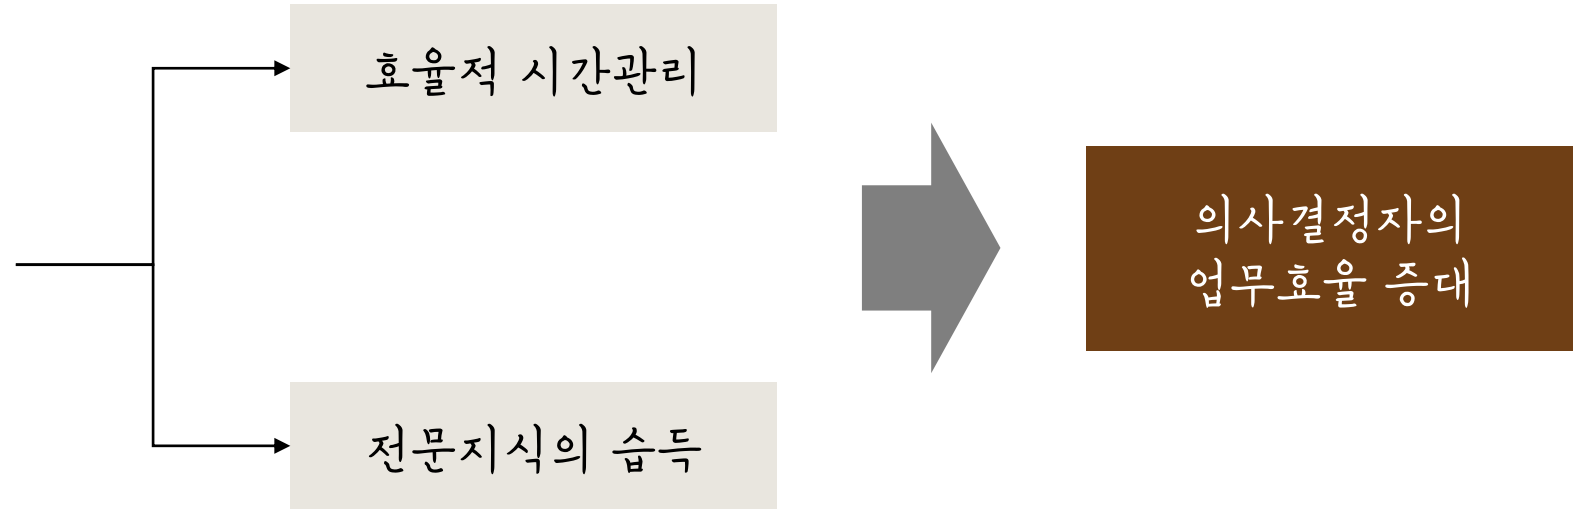 효율적 시간관리
의사결정자의
업무효율 증대
전문지식의 습득